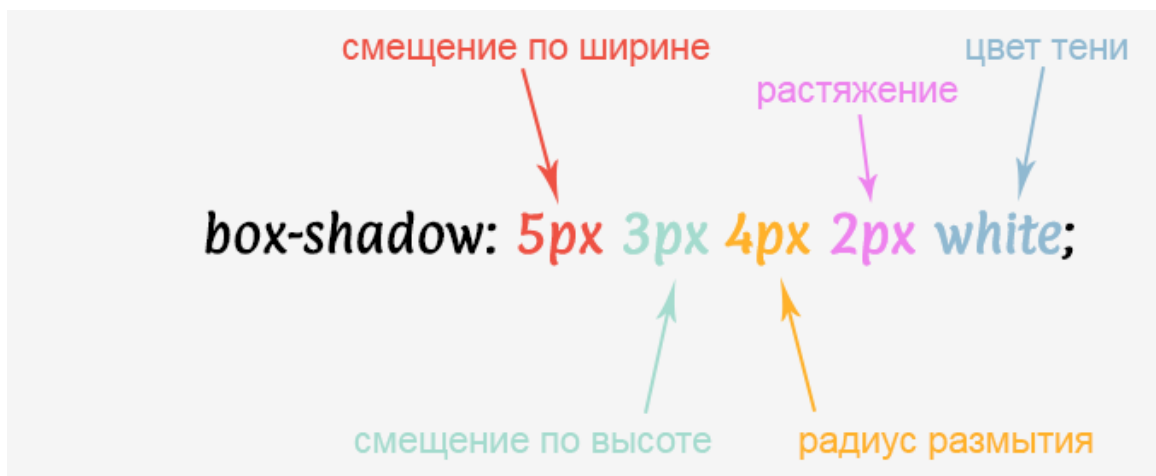 смещение по ширине
цвет тени
растяжение
box-shadow: 5px 3px 4px 2px white;
смещение по высоте
радиус размытия